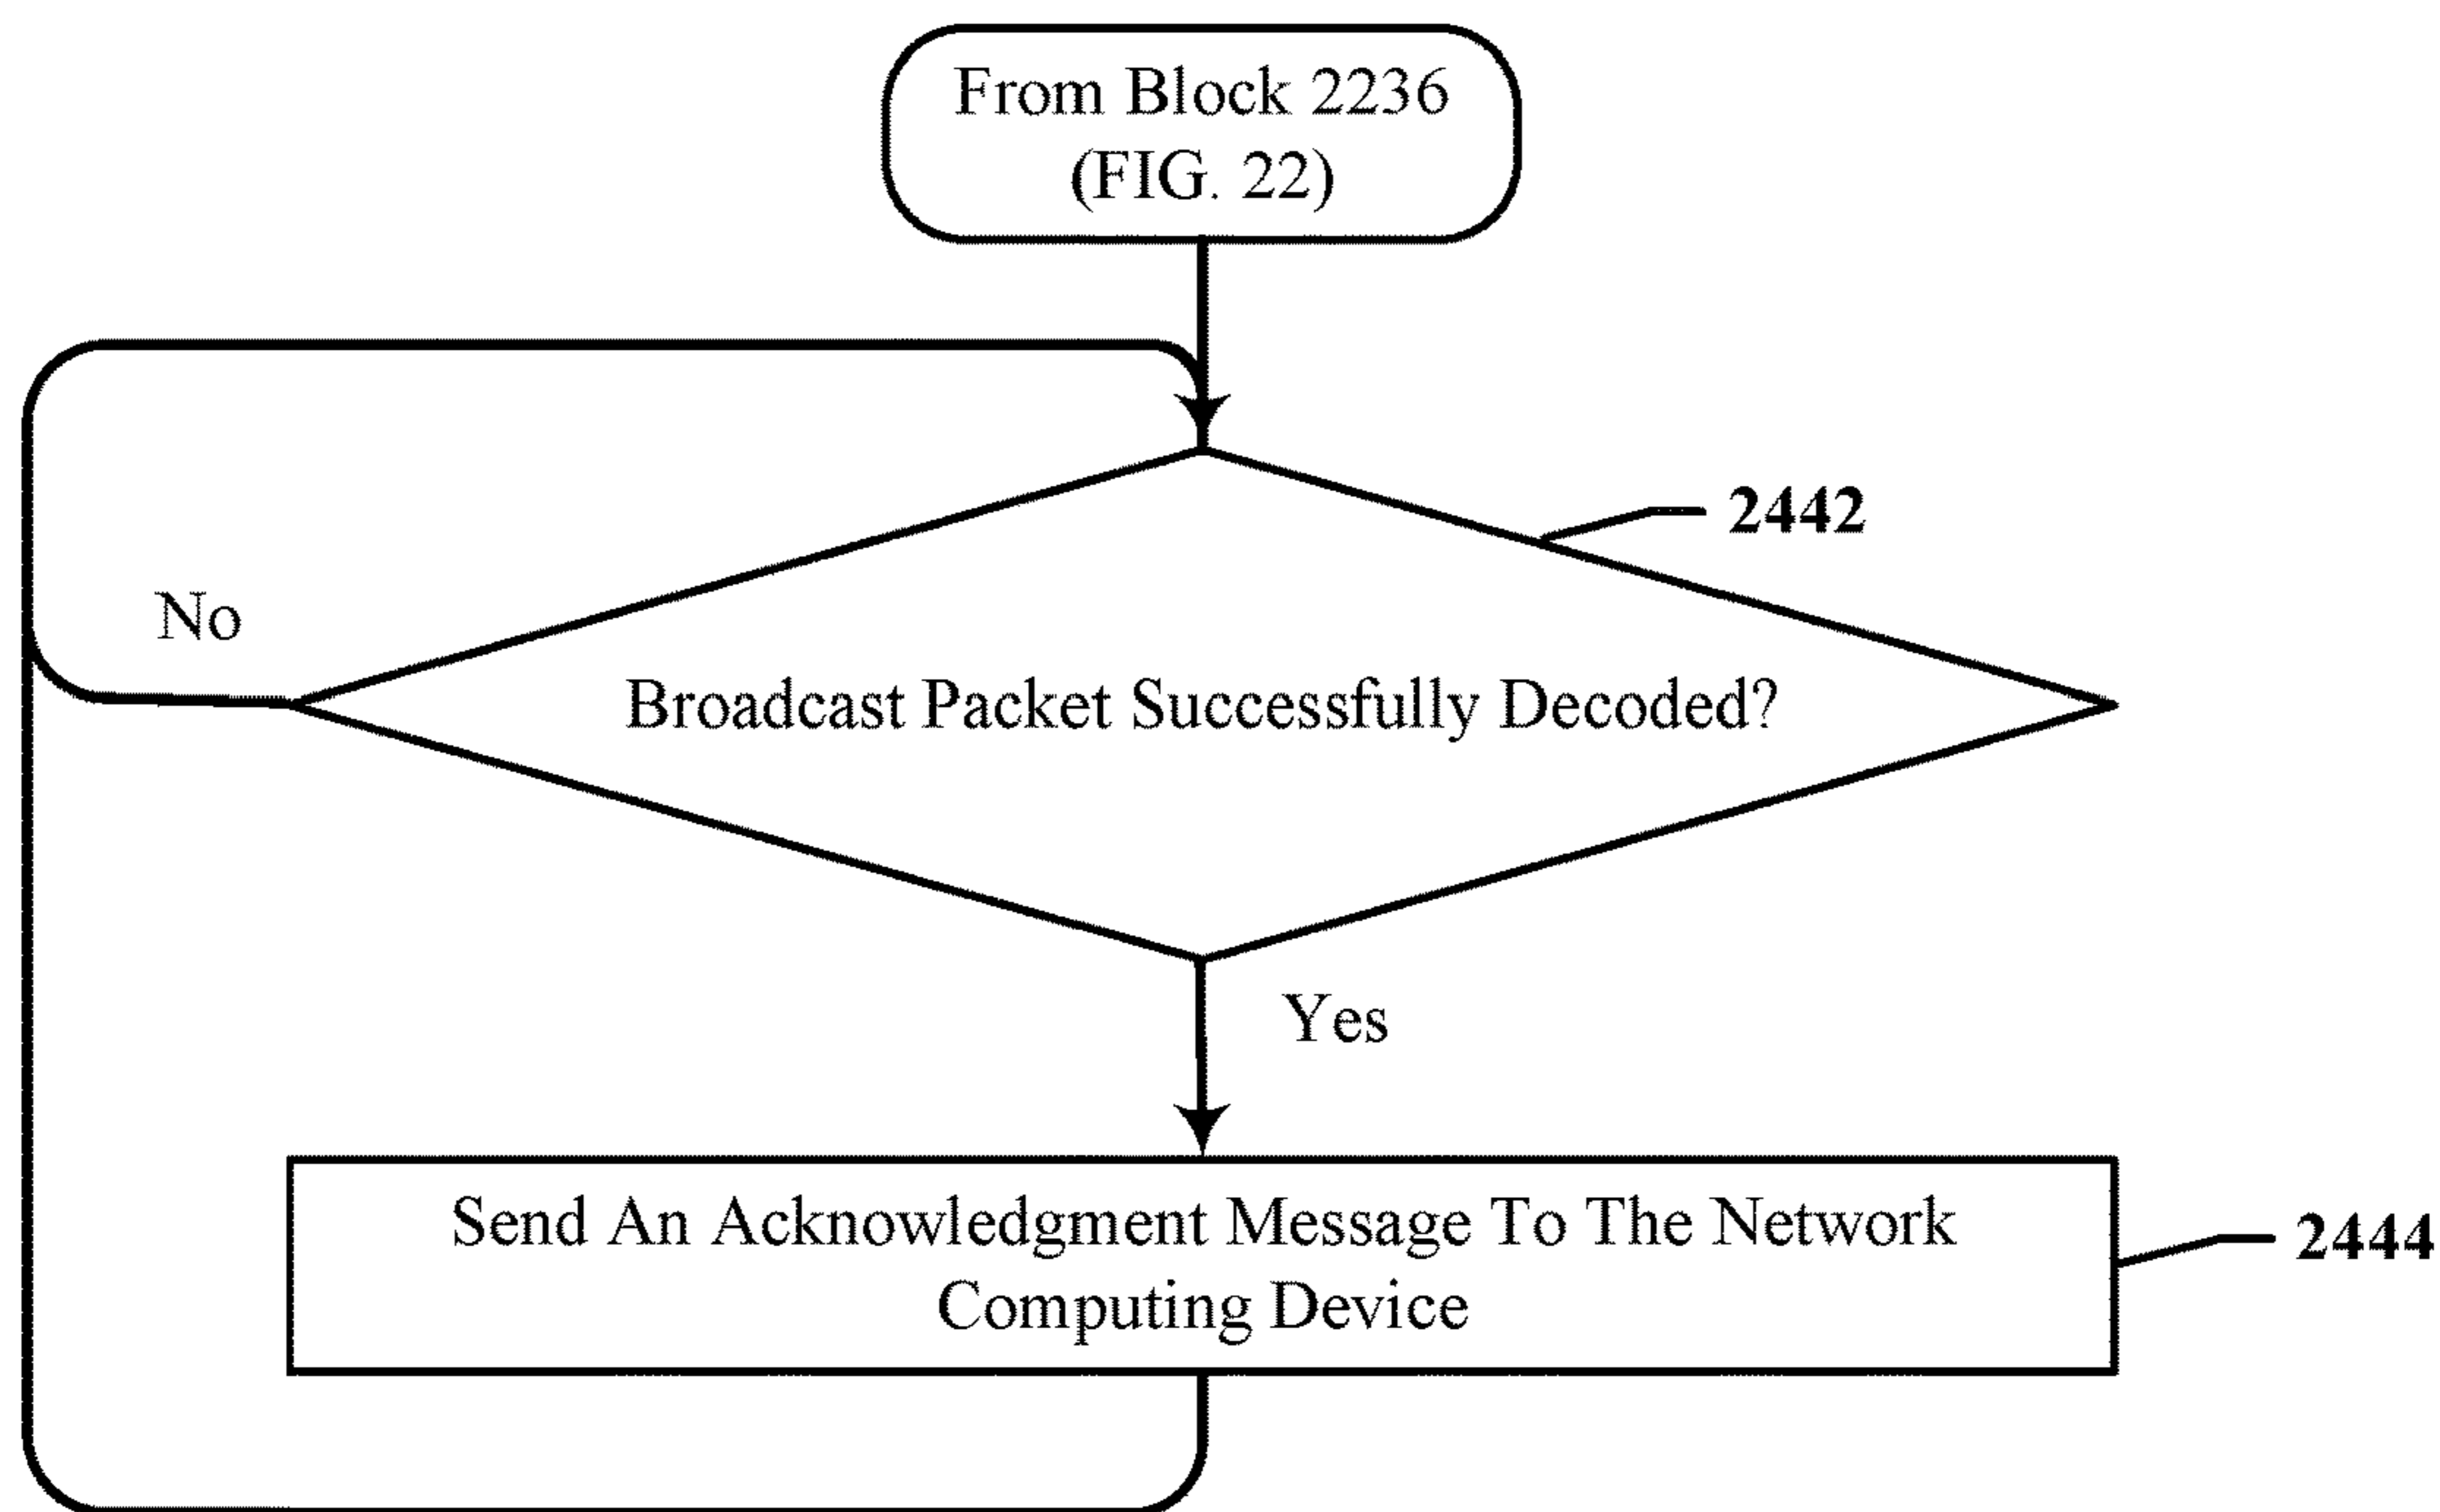 From Block 2236
(FIG. 22)
2442
No
Broadcast Packet Successfully Decoded?
Yes
Send An Acknowledgment Message To The Network
Computing Device
2444